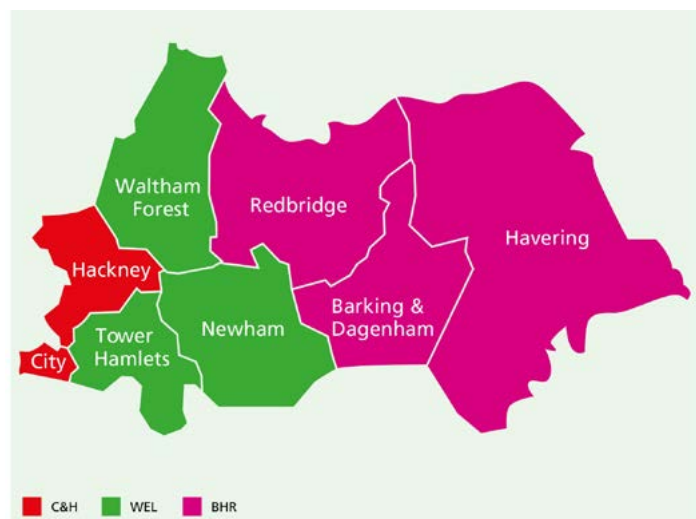 Waltham
Forest
Redbridge
Havering
Hackney
Barking &
Dagenham
Newham
Tower
Hamlets
City
C&H
WEL
BHR